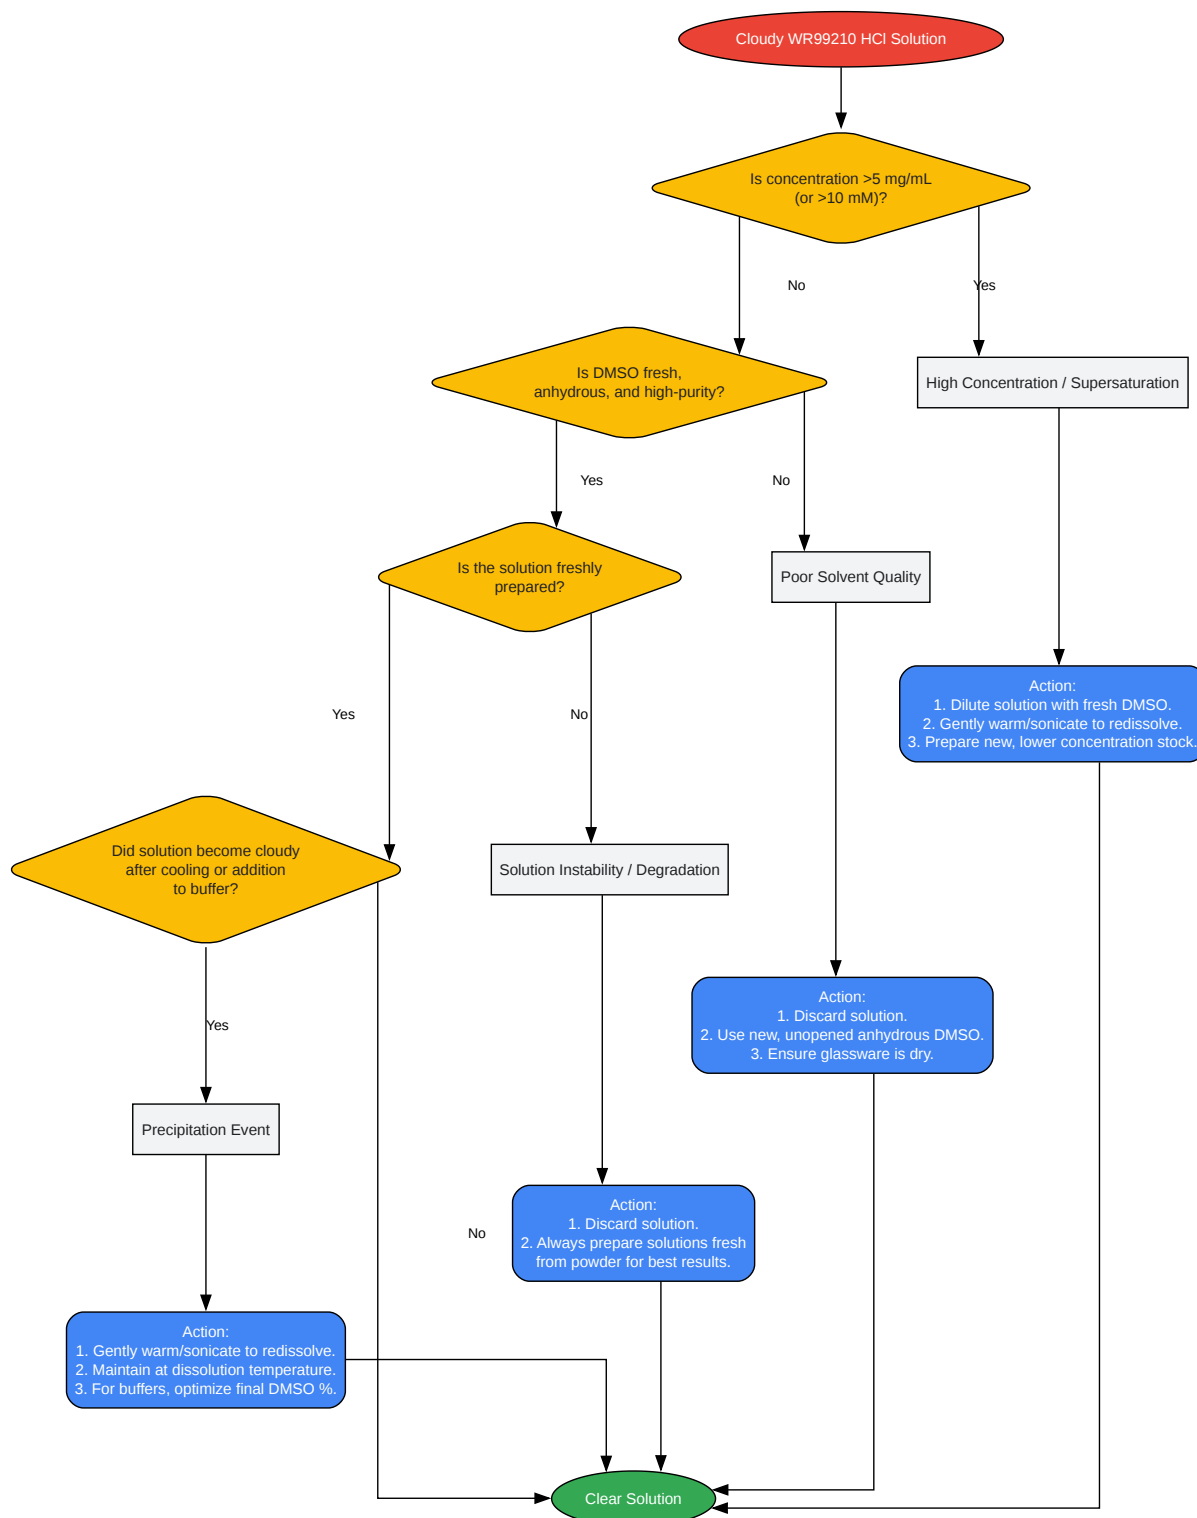 Cloudy WR99210 HCl Solution
Is concentration >5 mg/mL
(or >10 mM)?
No
Yes
Is DMSO fresh,
anhydrous, and high-purity?
High Concentration / Supersaturation
Yes
No
Is the solution freshly
prepared?
Poor Solvent Quality
Action:
1. Dilute solution with fresh DMSO.
2. Gently warm/sonicate to redissolve.
3. Prepare new, lower concentration stock.
Yes
No
Did solution become cloudy
after cooling or addition
to buffer?
Solution Instability / Degradation
Action:
1. Discard solution.
2. Use new, unopened anhydrous DMSO.
3. Ensure glassware is dry.
Yes
Precipitation Event
Action:
1. Discard solution.
2. Always prepare solutions fresh
from powder for best results.
No
Action:
1. Gently warm/sonicate to redissolve.
2. Maintain at dissolution temperature.
3. For buffers, optimize final DMSO %.
Clear Solution